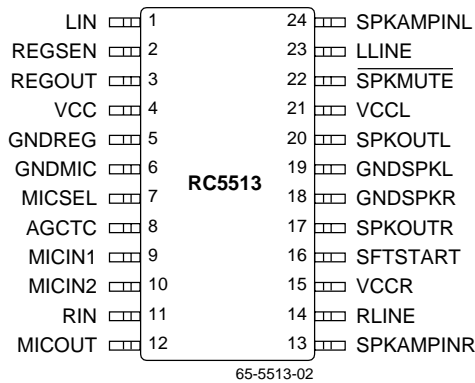 LIN 1 24 SPKAMPINL
REGSEN 2 23 LLINE
REGOUT 3 22 SPKMUTE
VCC 4 21 VCCL
GNDREG 5 20 SPKOUTL
GNDMIC 6 19 GNDSPKL
RC5513
MICSEL 7 18 GNDSPKR
AGCTC 8 17 SPKOUTR
MICIN1 9 16 SFTSTART
MICIN2 10 15 VCCR
RIN 11 14 RLINE
MICOUT 12 13 SPKAMPINR
65-5513-02